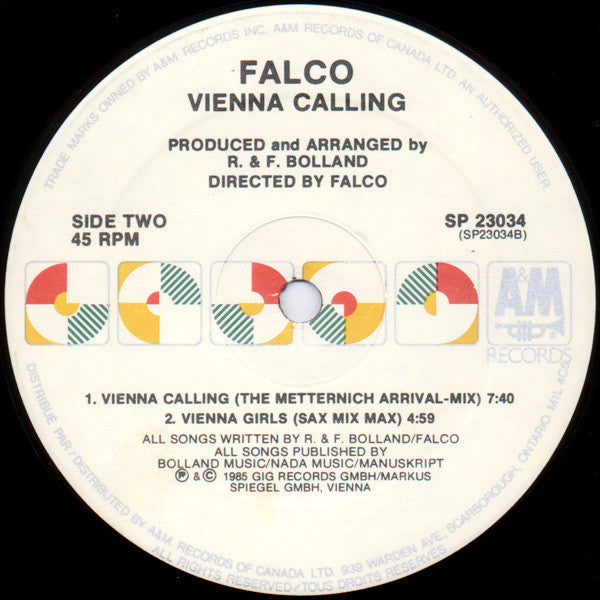 TRADE MARKS OWNED BY A&M RECORDS INC. A&M RECORDS OF CANADA LTD. AN AUTHORIZED USER
FALCO
VIENNA CALLING
PRODUCED and ARRANGED by
R. & F. BOLLAND
DIRECTED BY FALCO
SIDE TWO
45 RPM
SP 23034
(SP23034B)
A&M
RECORDS
1. VIENNA CALLING (THE METTERNICH ARRIVAL-MIX) 7:40
2. VIENNA GIRLS (SAX MIX MAX) 4:59
ALL SONGS WRITTEN BY R. & F. BOLLAND/FALCO
ALL SONGS PUBLISHED BY
BOLLAND MUSIC/NADA MUSIC/MANUSKRIPT
Ⓟ & © 1985 GIG RECORDS GMBH/MARKUS
SPIEGEL GMBH, VIENNA
DISTRIBUÉ PAR/DISTRIBUTED BY A&M RECORDS OF CANADA LTD. 939 WARDEN AVE. SCARBOROUGH, ONTARIO M1L 4C5
ALL RIGHTS RESERVED/TOUS DROITS RESERVES